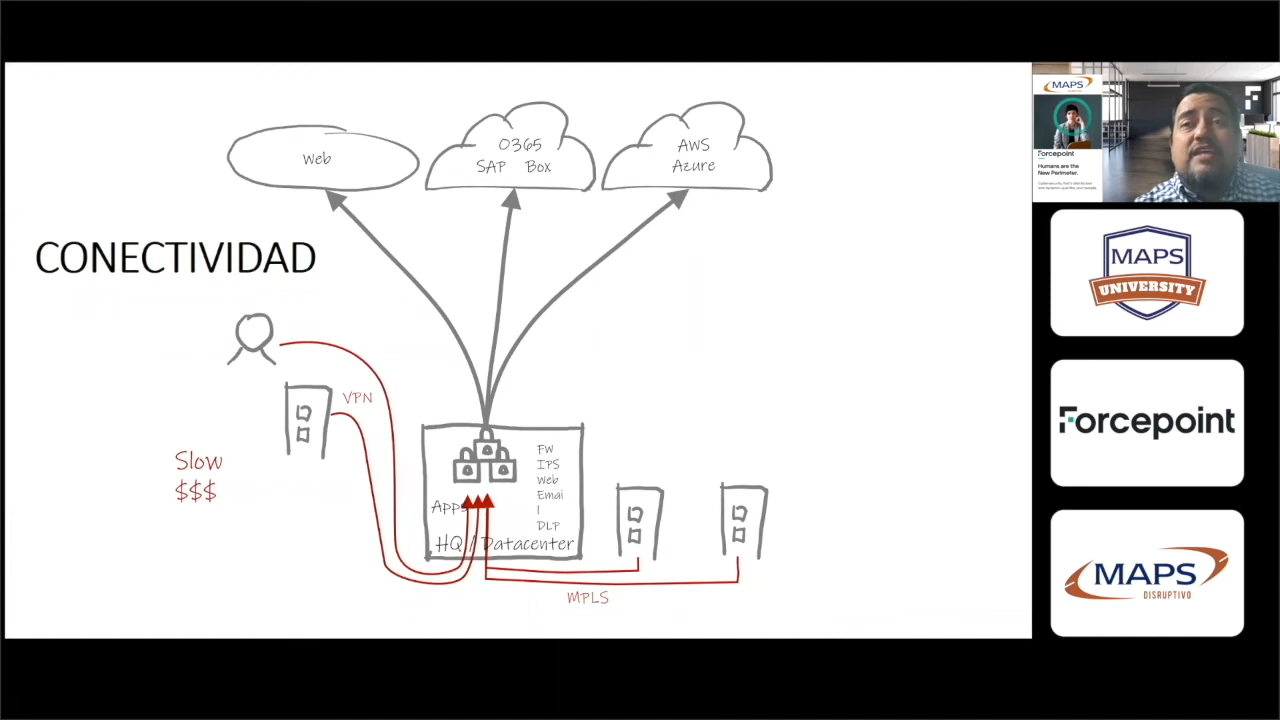 Web
O365
SAP Box
AWS
Azure
CONECTIVIDAD
VPN
Slow
$$$
FW
IPS
Web
Emai
l
DLP
Apps
HQ / Datacenter
MPLS
MAPS
Forcepoint
Humans are the
New Perimeter.
MAPS
UNIVERSITY
Forcepoint
MAPS
DISRUPTIVO